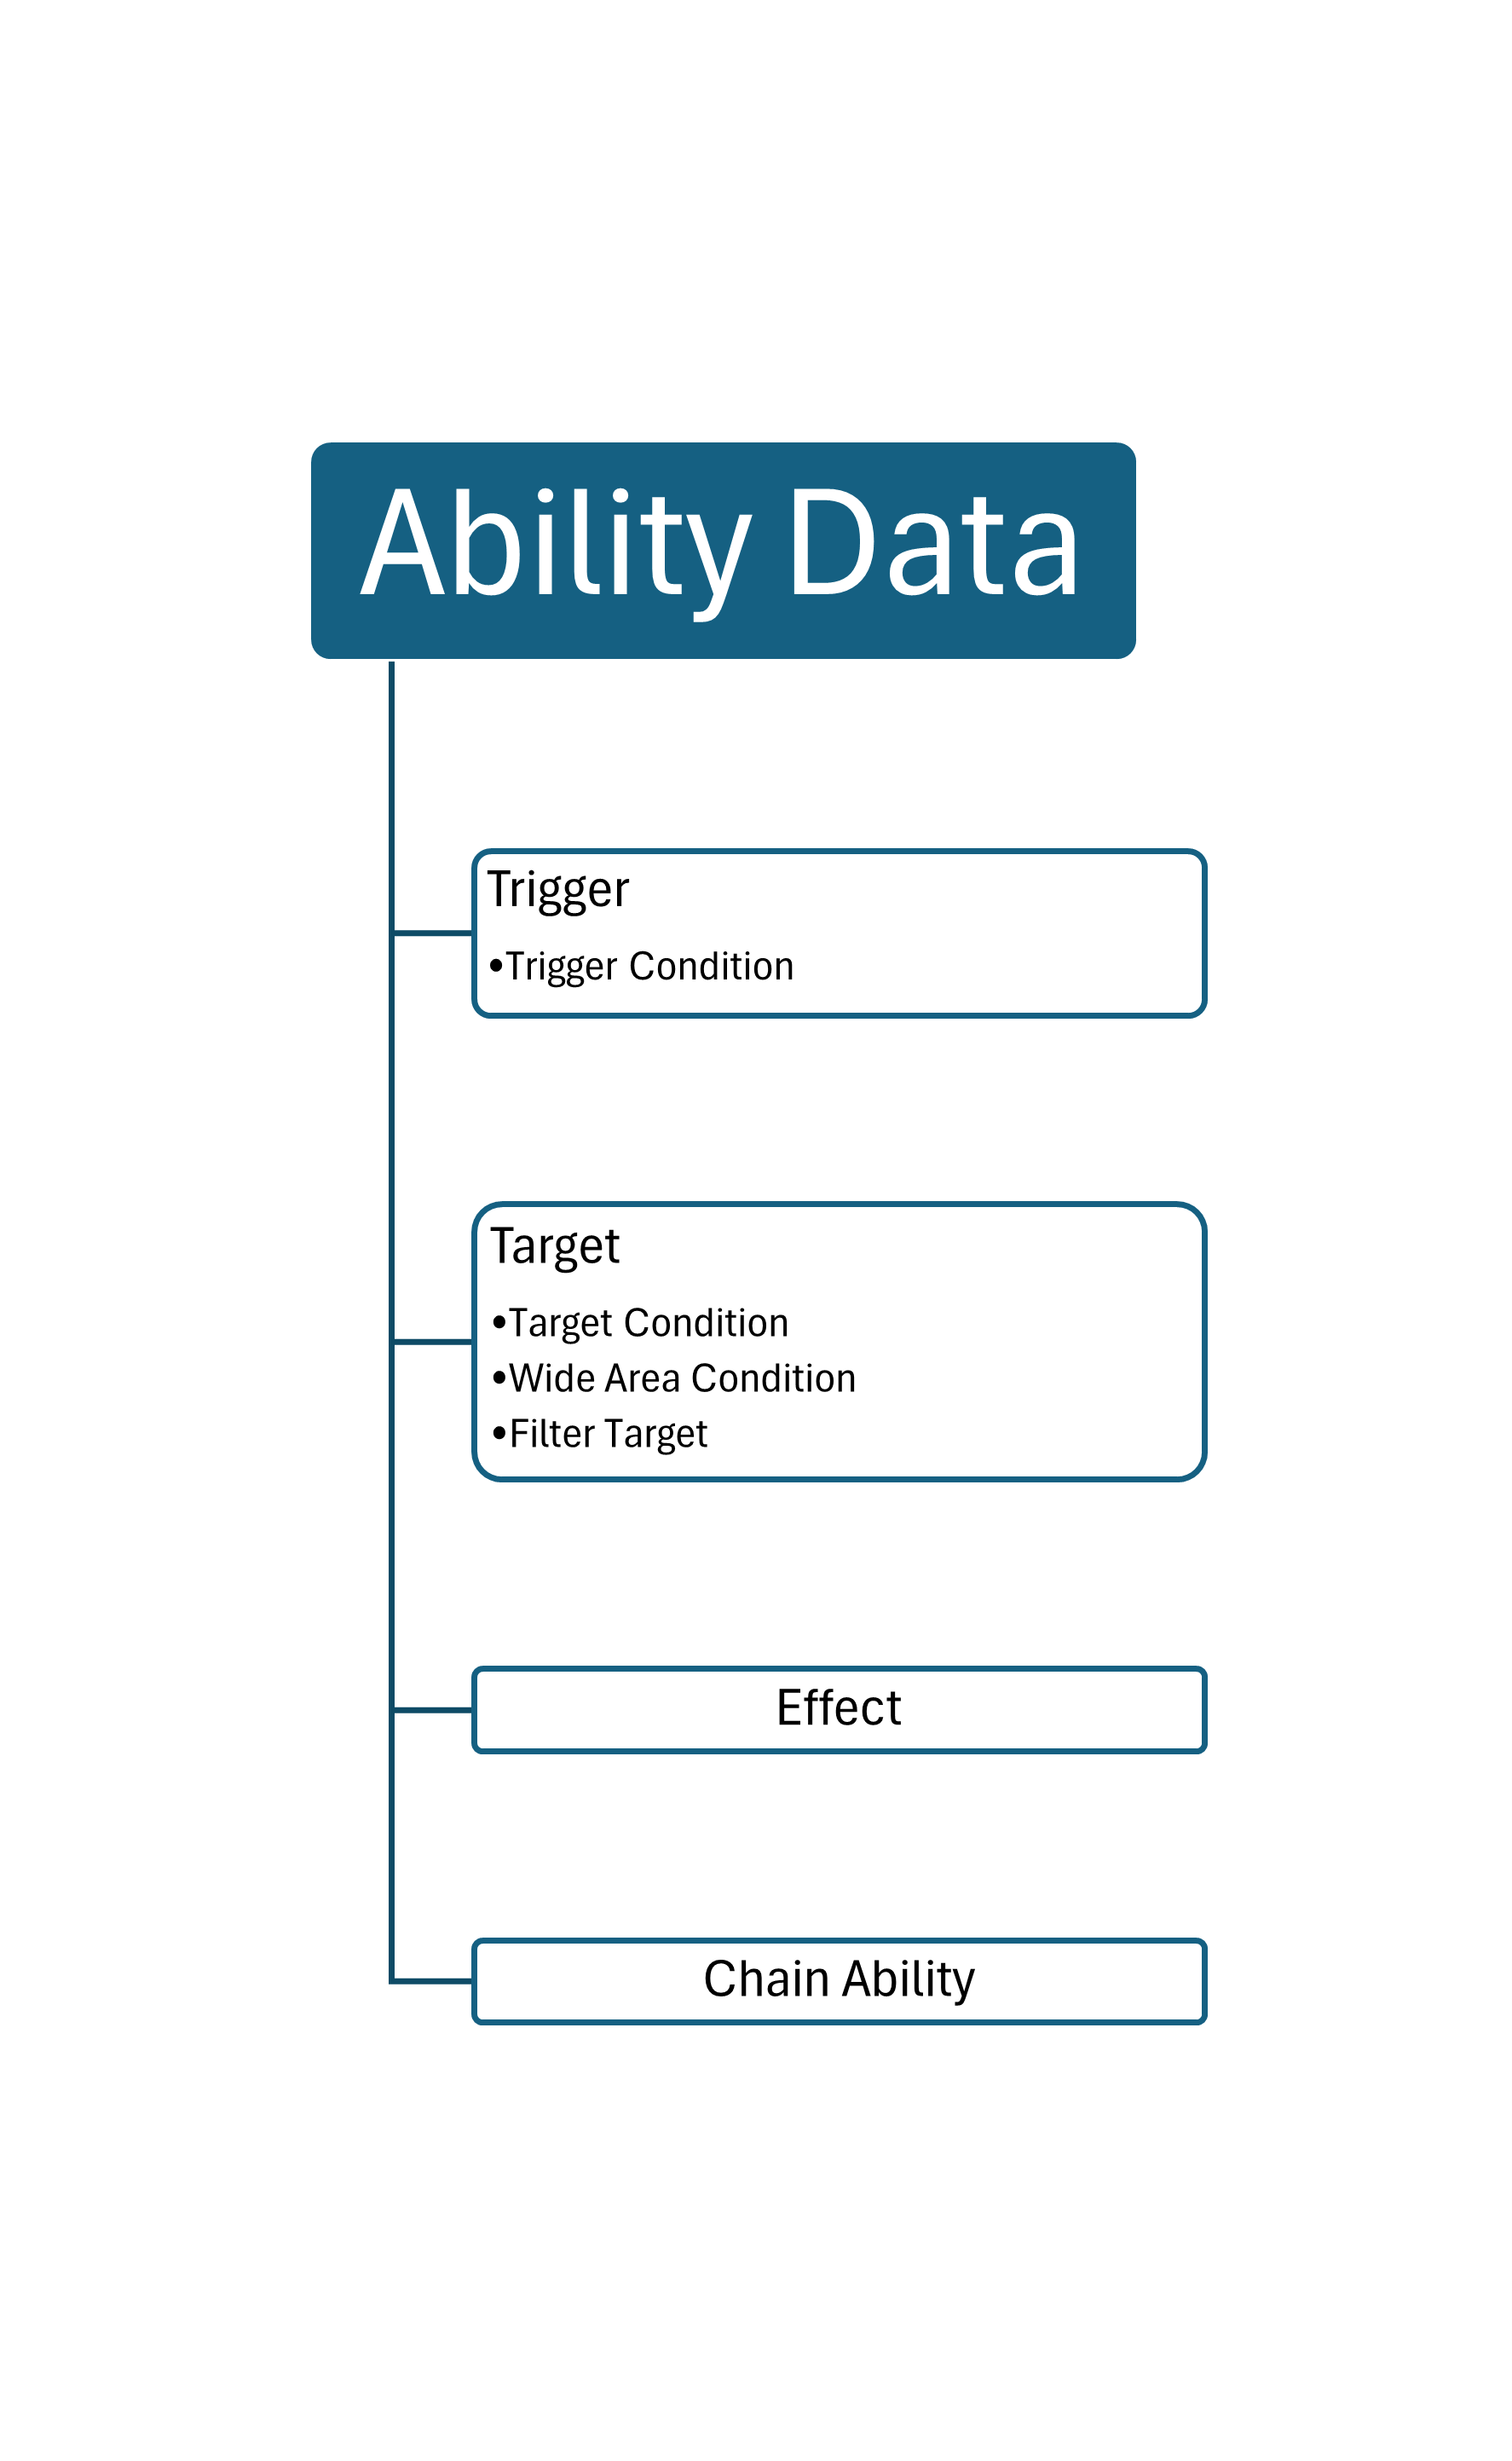 Ability Data
Trigger
•Trigger Condition
Target
•Target Condition
•Wide Area Condition
•Filter Target
Effect
Chain Ability